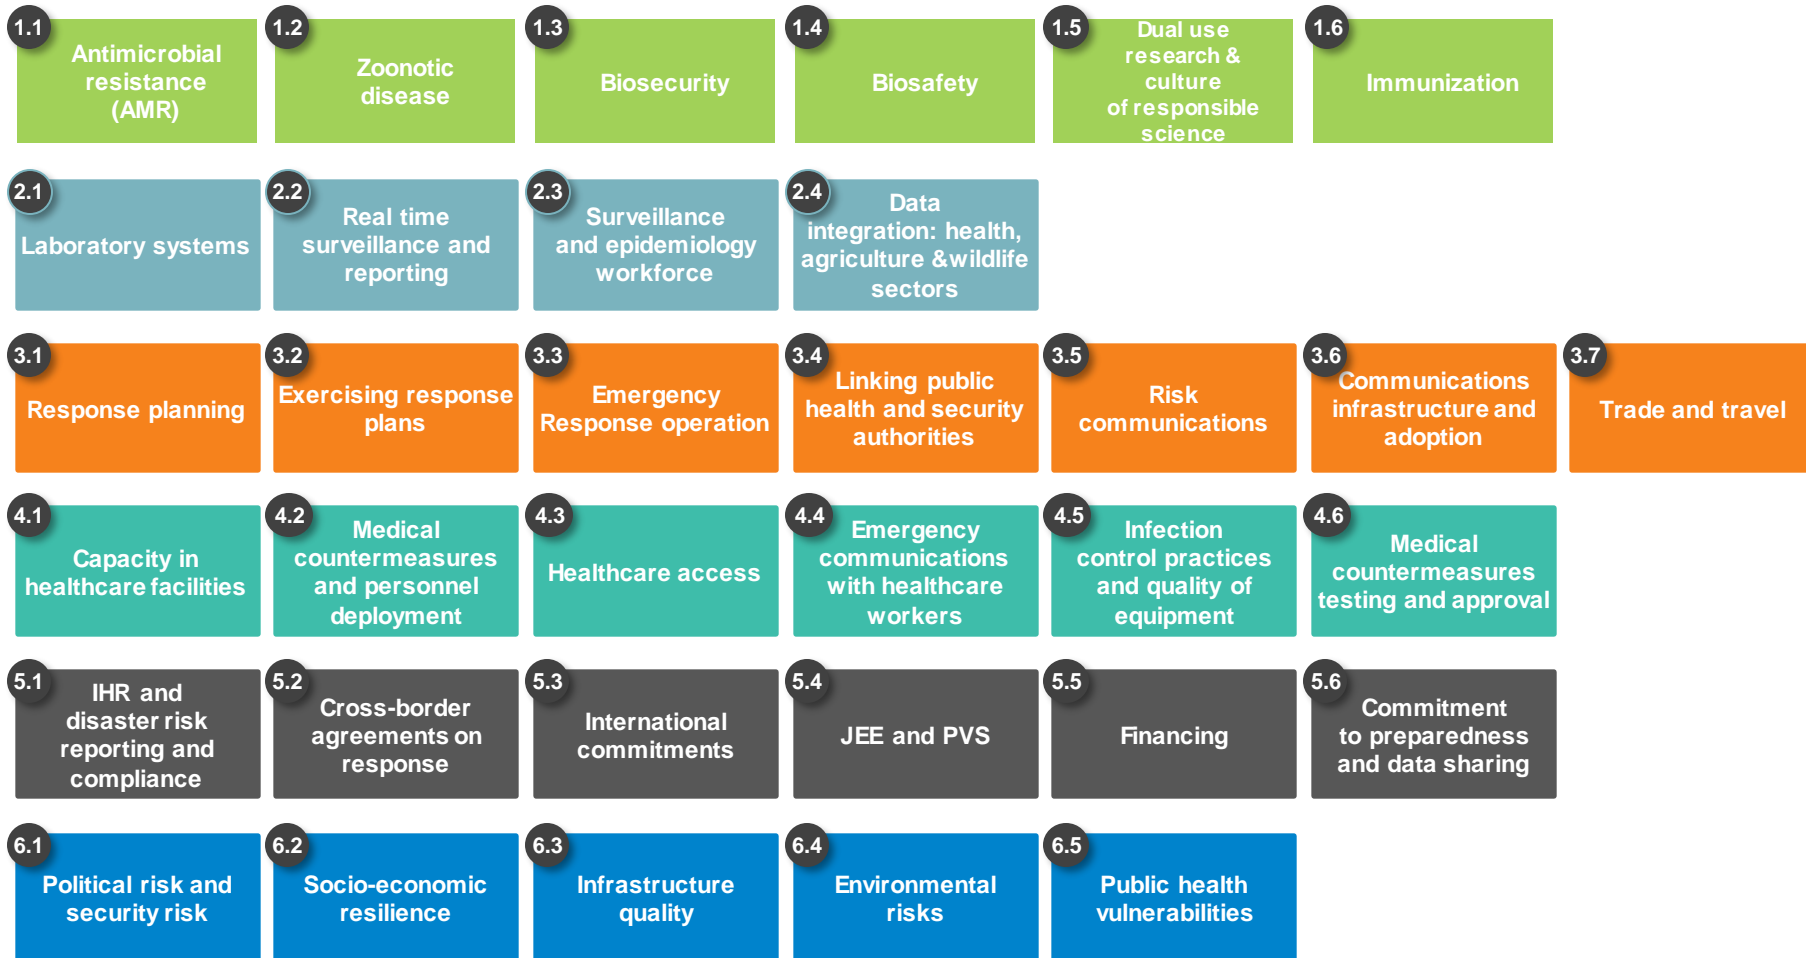 1.1
Antimicrobial
resistance
(AMR)
1.2
Zoonotic
disease
1.3
Biosecurity
1.4
Biosafety
1.5
Dual use
research &
culture
of responsible
science
1.6
Immunization
2.1
Laboratory systems
2.2
Real time
surveillance and
reporting
2.3
Surveillance
and epidemiology
workforce
2.4
Data
integration: health,
agriculture &wildlife
sectors
3.1
Response planning
3.2
Exercising response
plans
3.3
Emergency
Response operation
3.4
Linking public
health and security
authorities
3.5
Risk
communications
3.6
Communications
infrastructure and
adoption
3.7
Trade and travel
4.1
Capacity in
healthcare facilities
4.2
Medical
countermeasures
and personnel
deployment
4.3
Healthcare access
4.4
Emergency
communications
with healthcare
workers
4.5
Infection
control practices
and quality of
equipment
4.6
Medical
countermeasures
testing and approval
5.1
IHR and
disaster risk
reporting and
compliance
5.2
Cross-border
agreements on
response
5.3
International
commitments
5.4
JEE and PVS
5.5
Financing
5.6
Commitment
to preparedness
and data sharing
6.1
Political risk and
security risk
6.2
Socio-economic
resilience
6.3
Infrastructure
quality
6.4
Environmental
risks
6.5
Public health
vulnerabilities